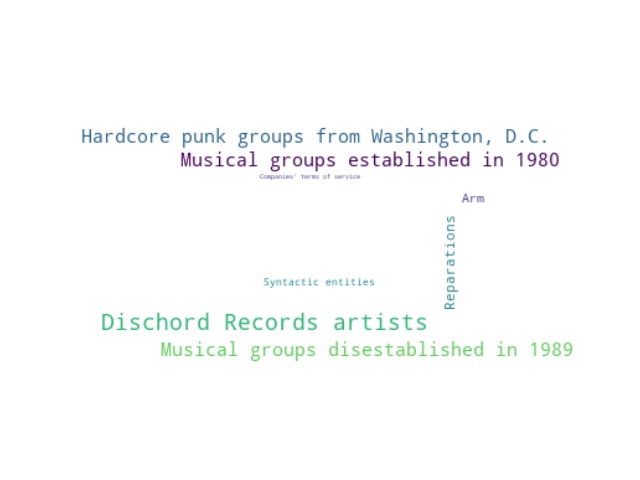 Hardcore punk groups from Washington, D.C.
Musical groups established in 1980
Companies' terms of service
Arm
Reparations
Syntactic entities
Dischord Records artists
Musical groups disestablished in 1989